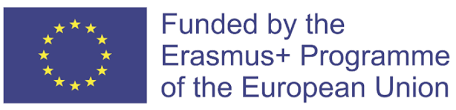 Funded by the
Erasmus+ Programme
of the European Union